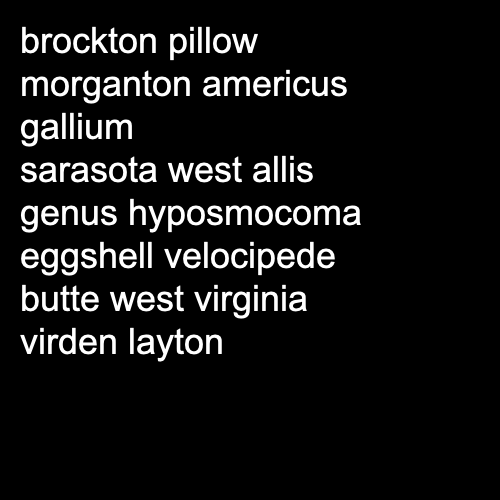 brockton pillow
morganton americus
gallium
sarasota west allis
genus hyposmocoma
eggshell velocipede
butte west virginia
virden layton